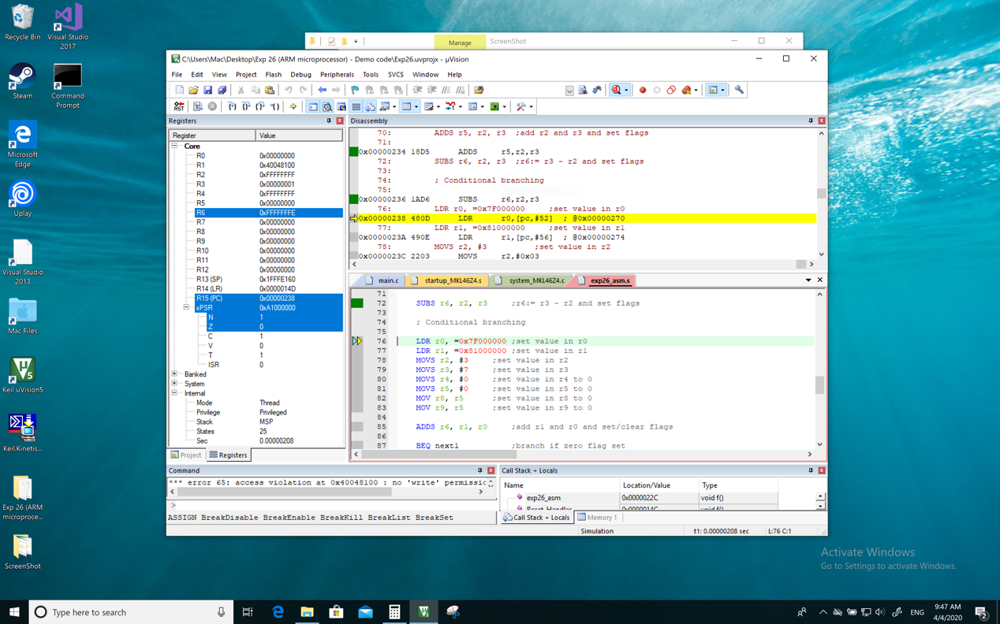 Recycle Bin
Visual Studio 2017
Steam
Command Prompt
Microsoft Edge
Uplay
Visual Studio 2013
Mac Files
Keil uVision5
Keil.Kinetis...
Exp 26 (ARM microproce...
ScreenShot
Manage ScreenShot
C:\Users\Mac\Desktop\Exp 26 (ARM microprocessor) - Demo code\Exp26.uvprojx - µVision
File Edit View Project Flash Debug Peripherals Tools SVCS Window Help
Registers
Register Value
Core
R0 0x00000000
R1 0x40048100
R2 0xFFFFFFFF
R3 0x00000001
R4 0xFFFFFFFF
R5 0x00000000
R6 0xFFFFFFFE
R7 0x00000000
R8 0x00000000
R9 0x00000000
R10 0x00000000
R11 0x00000000
R12 0x00000000
R13 (SP) 0x1FFFE160
R14 (LR) 0x0000014D
R15 (PC) 0x00000238
xPSR 0xA1000000
N 1
Z 0
C 1
V 0
T 1
ISR 0
Banked
System
Internal
Mode Thread
Privilege Privileged
Stack MSP
States 25
Sec 0.00000208
Project Registers
Disassembly
70: ADDS r5, r2, r3 ;add r2 and r3 and set flags
71:
0x00000234 18D5 ADDS r5,r2,r3
72: SUBS r6, r2, r3 ;r6:= r3 - r2 and set flags
73:
74: ; Conditional branching
75:
0x00000236 1AD6 SUBS r6,r2,r3
76: LDR r0, =0x7F000000 ;set value in r0
0x00000238 480D LDR r0,[pc,#52] ; @0x00000270
77: LDR r1, =0x81000000 ;set value in r1
0x0000023A 490E LDR r1,[pc,#56] ; @0x00000274
78: MOVS r2, #3 ;set value in r2
0x0000023C 2203 MOVS r2,#0x03
main.c startup_MKL46Z4.s system_MKL46Z4.c exp26_asm.s
71
72 SUBS r6, r2, r3 ;r6:= r3 - r2 and set flags
73
74 ; Conditional branching
75
76 LDR r0, =0x7F000000 ;set value in r0
77 LDR r1, =0x81000000 ;set value in r1
78 MOVS r2, #3 ;set value in r2
79 MOVS r3, #7 ;set value in r3
80 MOVS r4, #0 ;set value in r4 to 0
81 MOVS r5, #0 ;set value in r5 to 0
82 MOV r8, r5 ;set value in r8 to 0
83 MOV r9, r5 ;set value in r9 to 0
84
85 ADDS r6, r1, r0 ;add r1 and r0 and set/clear flags
86
87 BEQ next1 ;branch if zero flag set
Command
*** error 65: access violation at 0x40048100 : no 'write' permissic
>
ASSIGN BreakDisable BreakEnable BreakKill BreakList BreakSet
Call Stack + Locals
Name Location/Value Type
exp26_asm 0x0000022C void f()
Reset_Handler 0x0000014C void f()
Call Stack + Locals Memory 1
Simulation t1: 0.00000208 sec L:76 C:1
Activate Windows
Go to Settings to activate Windows.
Type here to search
ENG
9:47 AM
4/4/2020
2